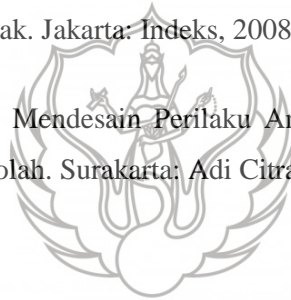 ak. Jakarta: Indeks, 2008
Mendesain Perilaku An
olah. Surakarta: Adi Citra